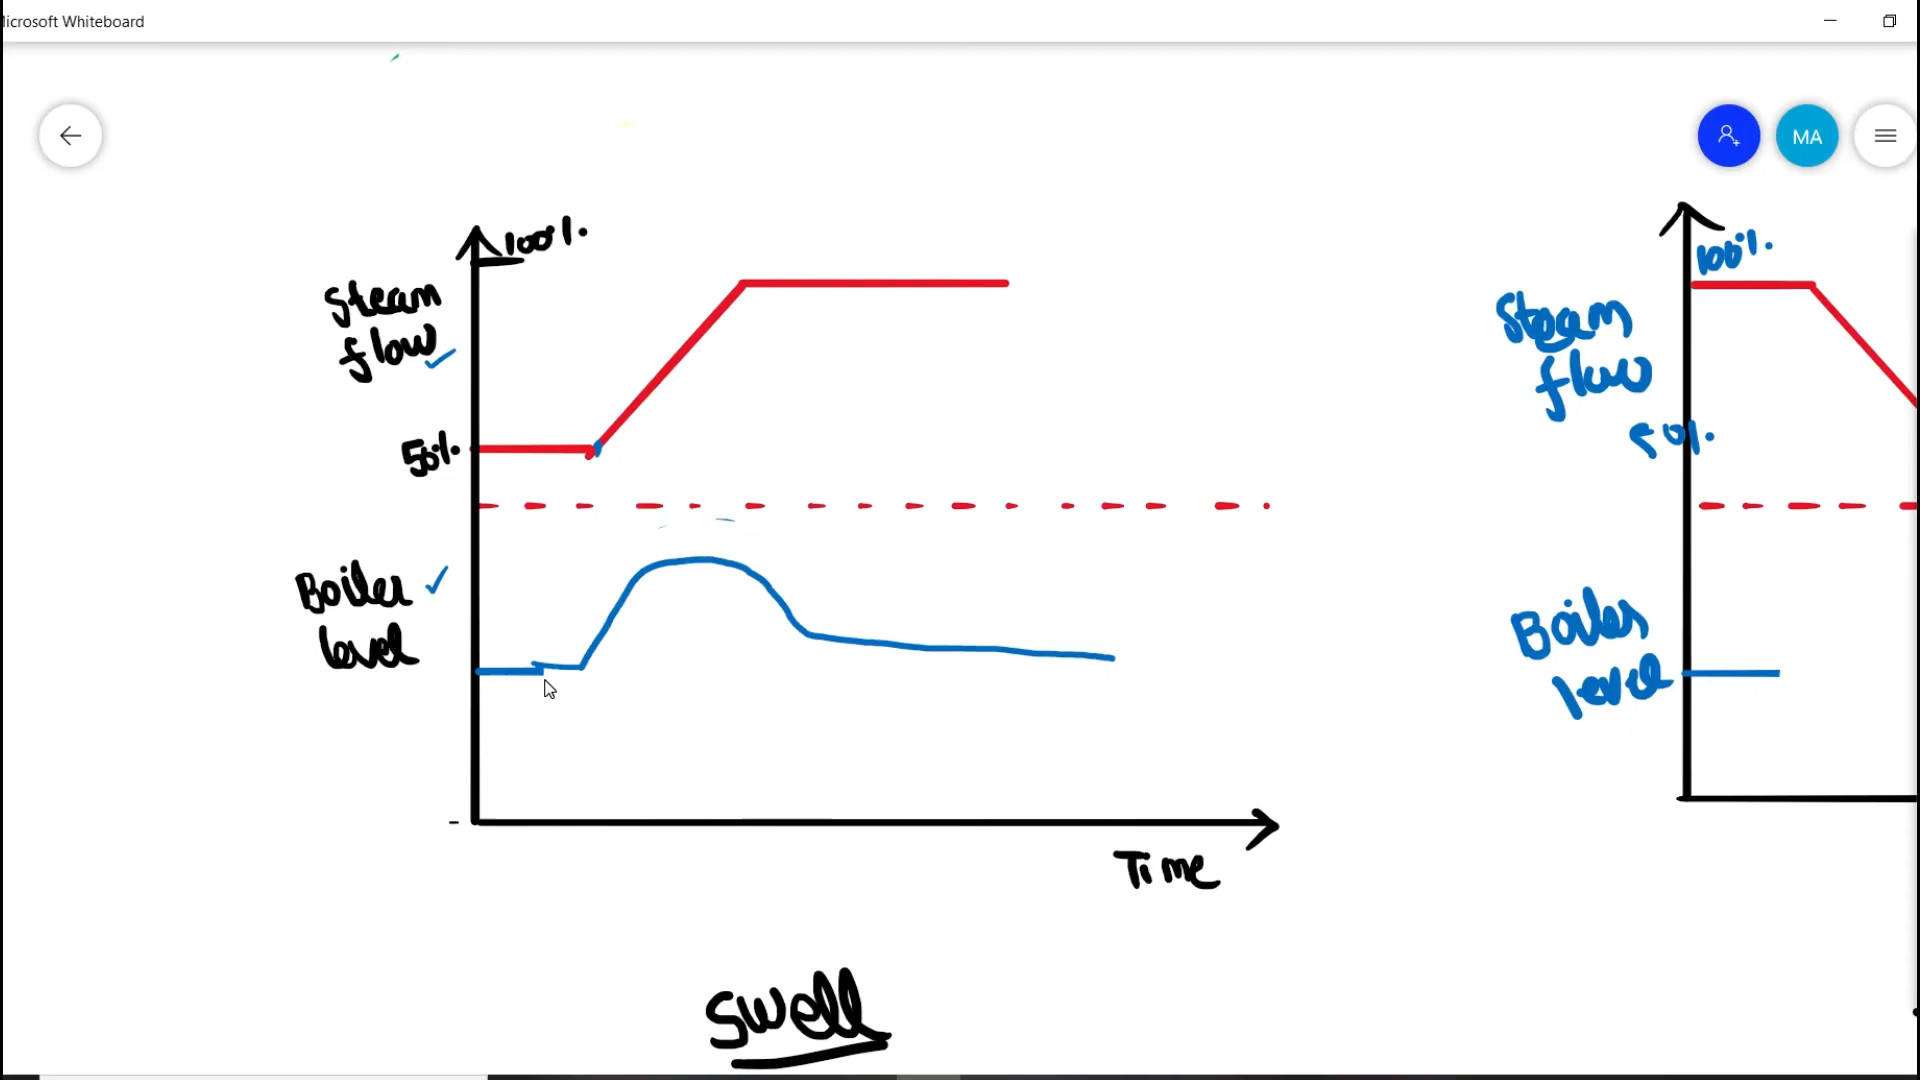 Microsoft Whiteboard
MA
100%.
Steam
flow
50%.
Boiler
level
Time
Swell
100%.
Steam
flow
50%.
Boiler
level